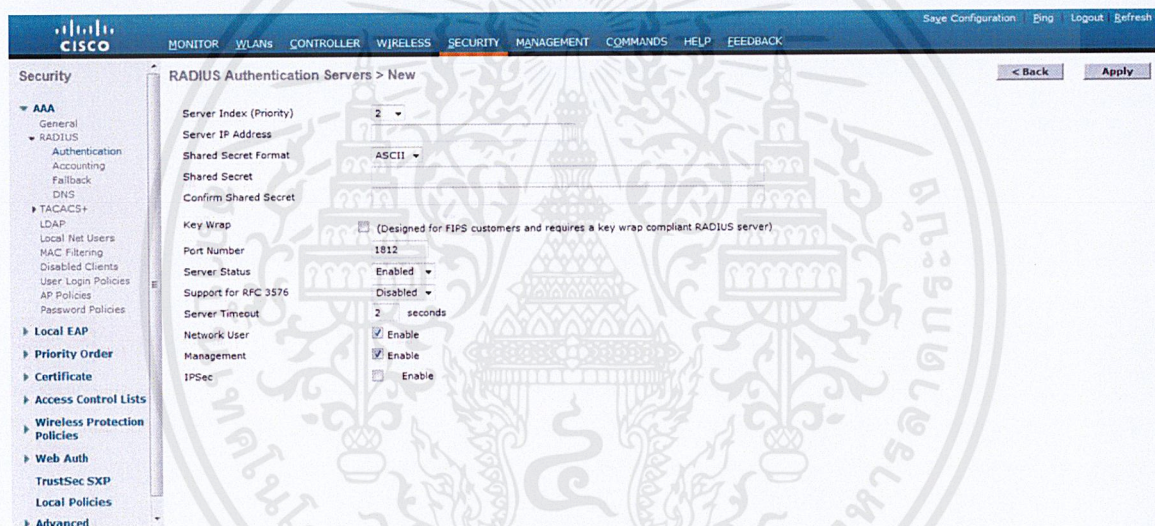 Save Configuration Ping Logout Refresh
CISCO
MONITOR WLANs CONTROLLER WIRELESS SECURITY MANAGEMENT COMMANDS HELP FEEDBACK
Security
RADIUS Authentication Servers > New
< Back
Apply
AAA
General
RADIUS
Authentication
Accounting
Fallback
DNS
TACACS+
LDAP
Local Net Users
MAC Filtering
Disabled Clients
User Login Policies
AP Policies
Password Policies
Local EAP
Priority Order
Certificate
Access Control Lists
Wireless Protection
Policies
Web Auth
TrustSec SXP
Local Policies
Advanced
Server Index (Priority) 2
Server IP Address
Shared Secret Format ASCII
Shared Secret
Confirm Shared Secret
Key Wrap (Designed for FIPS customers and requires a key wrap compliant RADIUS server)
Port Number 1812
Server Status Enabled
Support for RFC 3576 Disabled
Server Timeout 2 seconds
Network User Enable
Management Enable
IPSec Enable